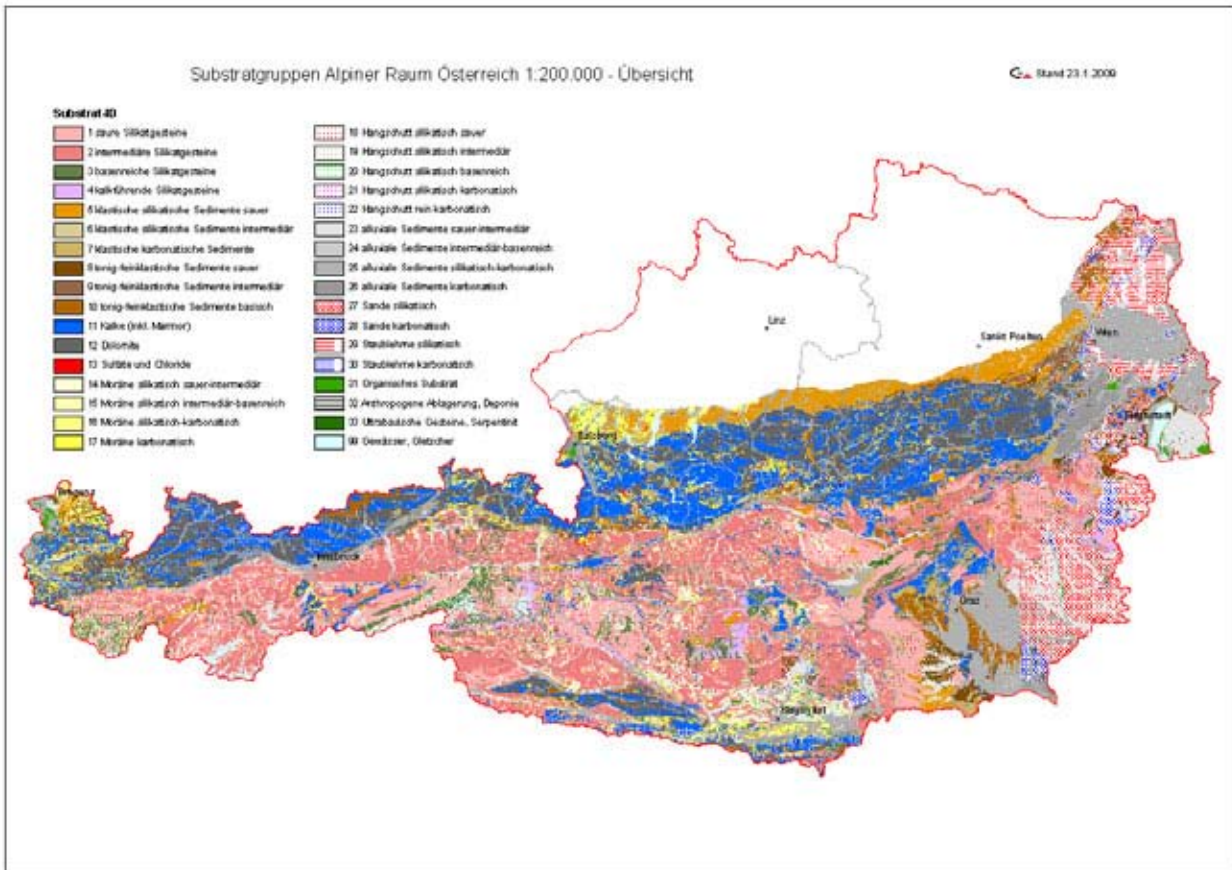 Substratgruppen Alpiner Raum Österreich 1:200.000 - Übersicht
Stand 23.1.2009
Substrat 40
1 saure Silikatgesteine
2 intermediäre Silikatgesteine
3 basenreiche Silikatgesteine
4 kalkführende Silikatgesteine
5 klastische silikatische Sedimente sauer
6 klastische silikatische Sedimente intermediär
7 klastische karbonatische Sedimente
8 tonig-feinklastische Sedimente sauer
9 tonig-feinklastische Sedimente intermediär
10 tonig-feinklastische Sedimente basisch
11 Kalke (inkl. Marmor)
12 Dolomite
13 Sulfate und Chloride
14 Moräne silikatisch sauer-intermediär
15 Moräne silikatisch intermediär-basenreich
16 Moräne silikatisch-karbonatisch
17 Moräne karbonatisch
18 Hangschutt silikatisch sauer
19 Hangschutt silikatisch intermediär
20 Hangschutt silikatisch basenreich
21 Hangschutt silikatisch karbonatisch
22 Hangschutt rein karbonatisch
23 alluviale Sedimente sauer-intermediär
24 alluviale Sedimente intermediär-basenreich
25 alluviale Sedimente silikatisch-karbonatisch
26 alluviale Sedimente karbonatisch
27 Sande silikatisch
28 Sande karbonatisch
29 Staublehme silikatisch
30 Staublehme karbonatisch
31 Organisches Substrat
32 Anthropogene Ablagerung, Deponie
33 Ultrabasische Gesteine, Serpentinit
99 Gewässer, Gletscher
Linz
Sankt Poelten
Wien
Salzburg
Innsbruck
Graz